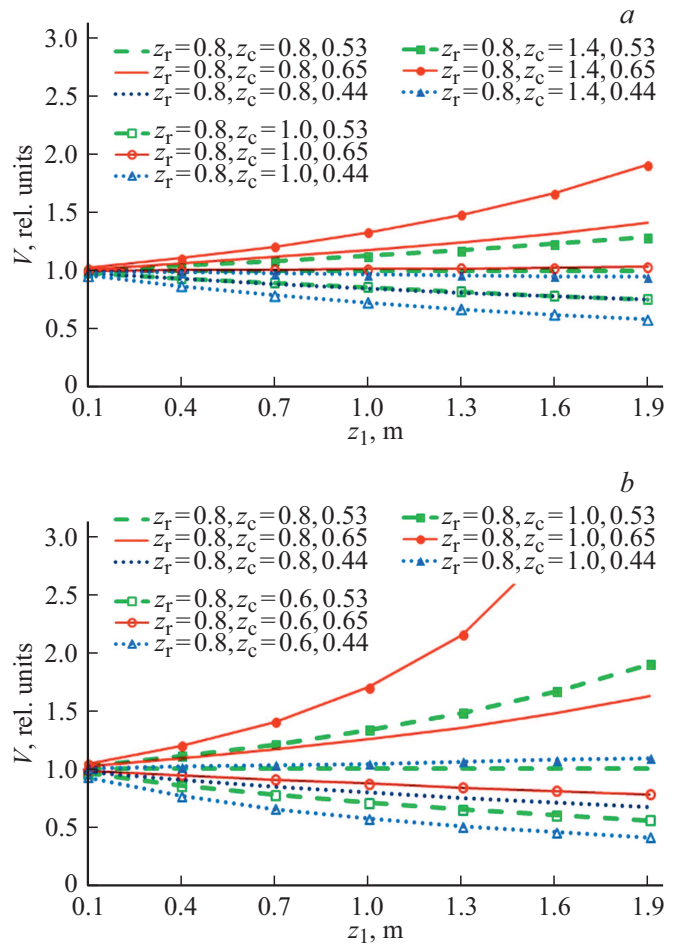 a
3.0
2.5
2.0
1.5
1.0
0.5
0
V, rel. units
z_r=0.8, z_c=0.8, 0.53
z_r=0.8, z_c=0.8, 0.65
z_r=0.8, z_c=0.8, 0.44
z_r=0.8, z_c=1.4, 0.53
z_r=0.8, z_c=1.4, 0.65
z_r=0.8, z_c=1.4, 0.44
z_r=0.8, z_c=1.0, 0.53
z_r=0.8, z_c=1.0, 0.65
z_r=0.8, z_c=1.0, 0.44
0.1 0.4 0.7 1.0 1.3 1.6 1.9
z_1, m
b
3.0
2.5
2.0
1.5
1.0
0.5
0
V, rel. units
z_r=0.8, z_c=0.8, 0.53
z_r=0.8, z_c=0.8, 0.65
z_r=0.8, z_c=0.8, 0.44
z_r=0.8, z_c=1.0, 0.53
z_r=0.8, z_c=1.0, 0.65
z_r=0.8, z_c=1.0, 0.44
z_r=0.8, z_c=0.6, 0.53
z_r=0.8, z_c=0.6, 0.65
z_r=0.8, z_c=0.6, 0.44
0.1 0.4 0.7 1.0 1.3 1.6 1.9
z_1, m